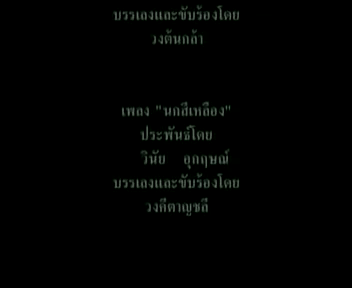 บรรเลงและขับร้องโดย
วงต้นกล้า
เพลง "นกสีเหลือง"
ประพันธ์โดย
วินัย อุกฤษณ์
บรรเลงและขับร้องโดย
วงคีตาญชลี